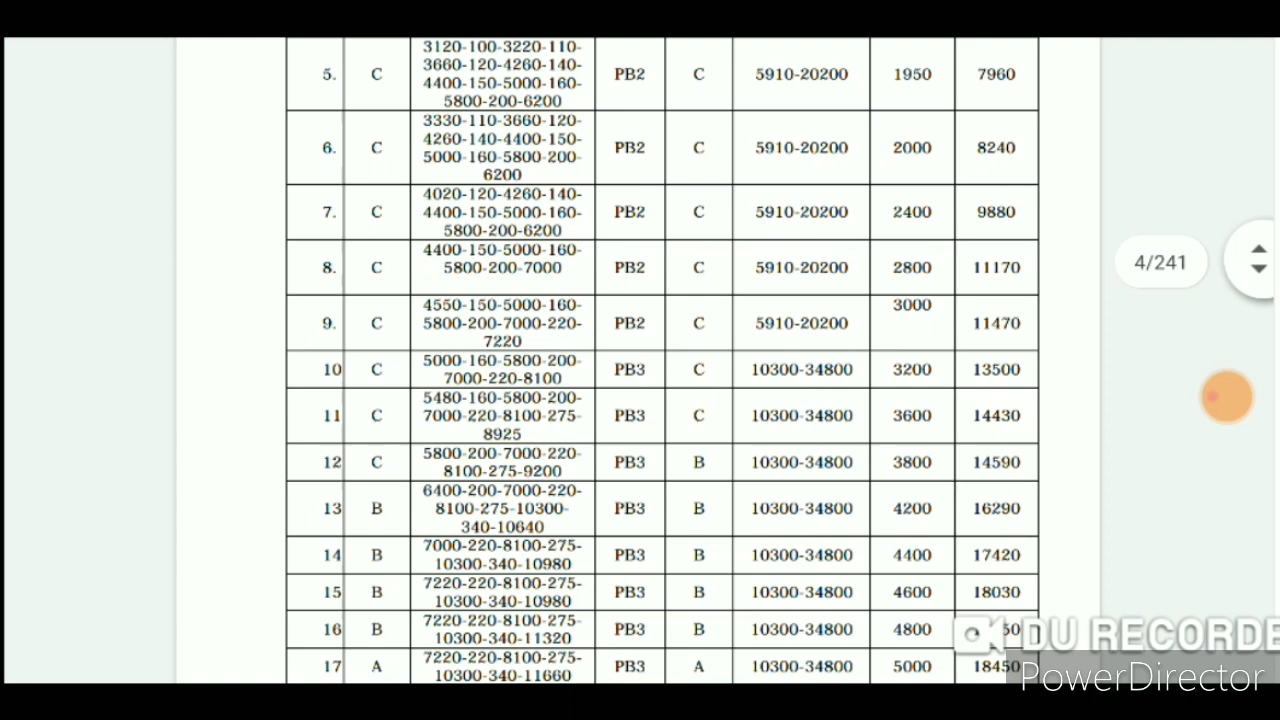 3120-100-3220-110-
5. C 3660-120-4260-140- PB2 C 5910-20200 1950 7960
4400-150-5000-160-
5800-200-6200
3330-110-3660-120-
6. C 4260-140-4400-150- PB2 C 5910-20200 2000 8240
5000-160-5800-200-
6200
4020-120-4260-140-
7. C 4400-150-5000-160- PB2 C 5910-20200 2400 9880
5800-200-6200
4400-150-5000-160-
8. C 5800-200-7000 PB2 C 5910-20200 2800 11170
4550-150-5000-160- 3000
9. C 5800-200-7000-220- PB2 C 5910-20200 11470
7220
5000-160-5800-200-
10 C 7000-220-8100 PB3 C 10300-34800 3200 13500
5480-160-5800-200-
11 C 7000-220-8100-275- PB3 C 10300-34800 3600 14430
8925
5800-200-7000-220-
12 C 8100-275-9200 PB3 B 10300-34800 3800 14590
6400-200-7000-220-
13 B 8100-275-10300- PB3 B 10300-34800 4200 16290
340-10640
7000-220-8100-275-
14 B 10300-340-10980 PB3 B 10300-34800 4400 17420
7220-220-8100-275-
15 B 10300-340-10980 PB3 B 10300-34800 4600 18030
7220-220-8100-275-
16 B 10300-340-11320 PB3 B 10300-34800 4800
7220-220-8100-275-
17 A 10300-340-11660 PB3 A 10300-34800 5000 18450
4/241
DU RECORDE
PowerDirector